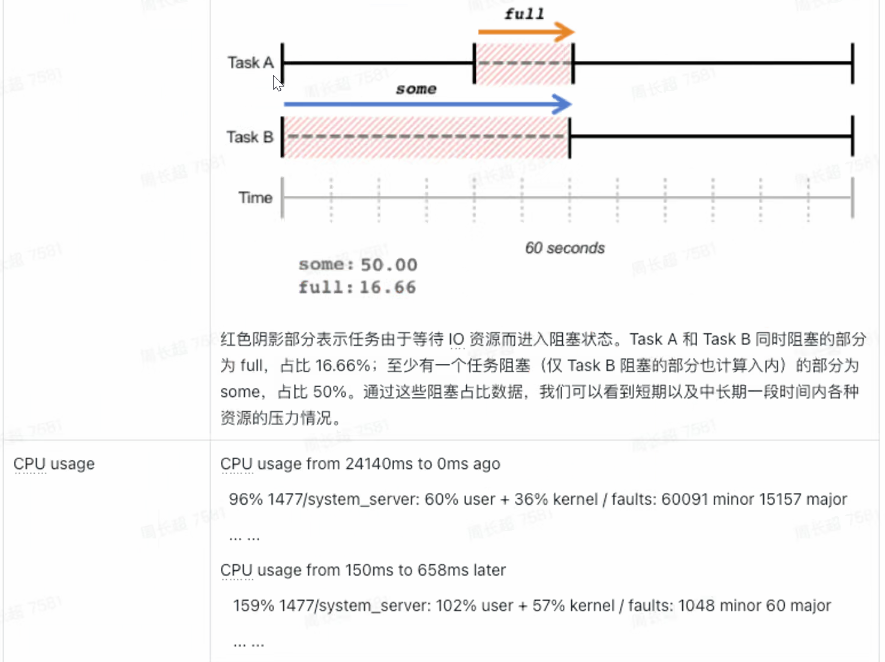 full
Task A
some
Task B
Time
60 seconds
some: 50.00
full: 16.66
红色阴影部分表示任务由于等待 IO 资源而进入阻塞状态。Task A 和 Task B 同时阻塞的部分
为 full，占比 16.66%；至少有一个任务阻塞（仅 Task B 阻塞的部分也计算入内）的部分为
some，占比 50%。通过这些阻塞占比数据，我们可以看到短期以及中长期一段时间内各种
资源的压力情况。
CPU usage
CPU usage from 24140ms to 0ms ago
96% 1477/system_server: 60% user + 36% kernel / faults: 60091 minor 15157 major
... ...
CPU usage from 150ms to 658ms later
159% 1477/system_server: 102% user + 57% kernel / faults: 1048 minor 60 major
... ...
周长超 7581